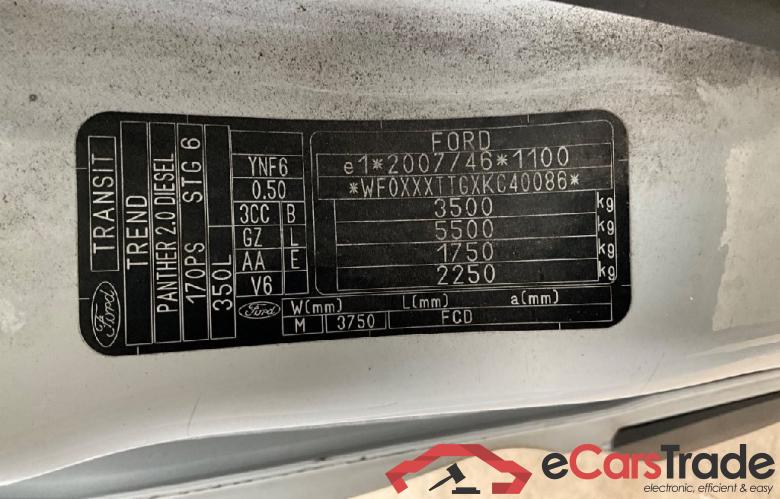 TRANSIT
TREND
PANTHER 2.0 DIESEL
170PS STG 6
350L
YNF6
0.50
3CC B
GZ L
AA E
V6
Ford
Ford
FORD
e1*2007/46*1100
*WF0XXXTTGXKC40086*
3500 kg
5500
1750 kg
2250 kg
W(mm) L(mm) a(mm)
M 3750 FCD
eCarsTrade
electronic, efficient & easy